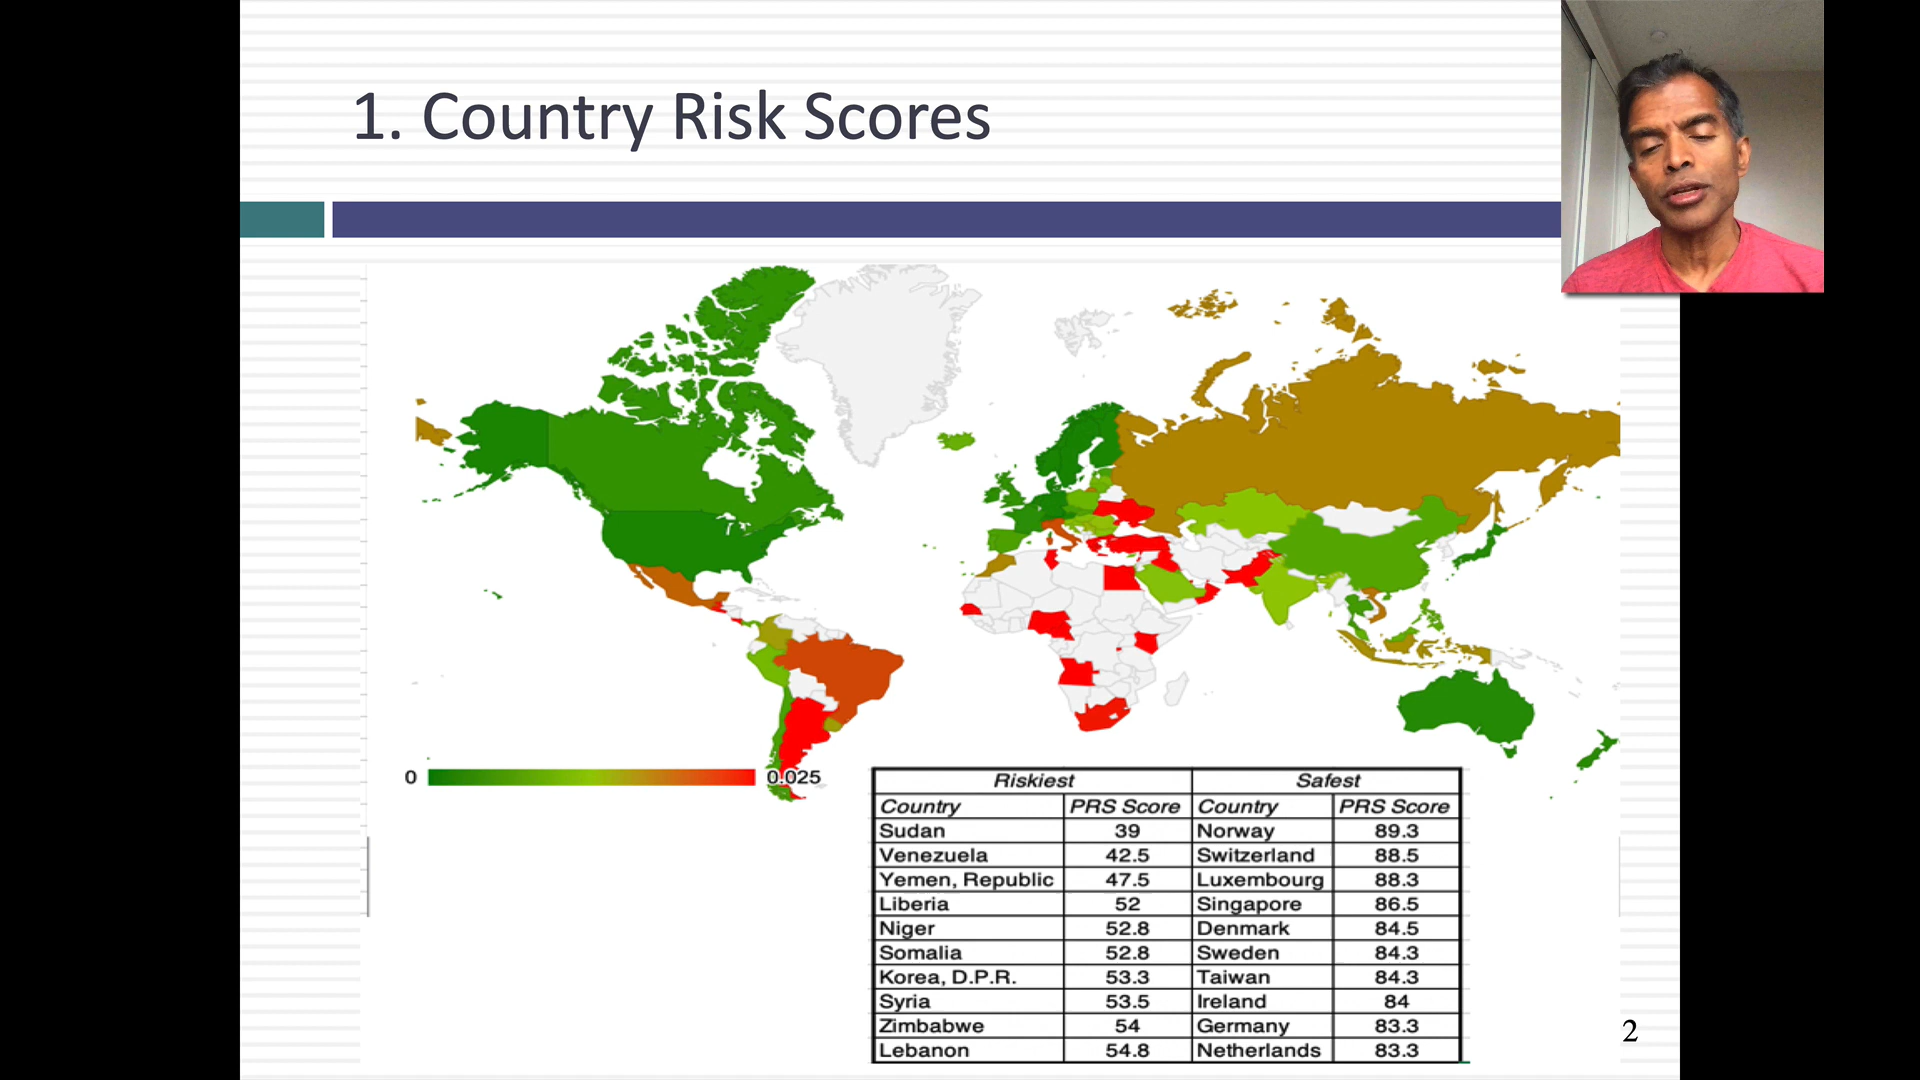 1. Country Risk Scores
0 0.025
Riskiest Safest
Country PRS Score Country PRS Score
Sudan 39 Norway 89.3
Venezuela 42.5 Switzerland 88.5
Yemen, Republic 47.5 Luxembourg 88.3
Liberia 52 Singapore 86.5
Niger 52.8 Denmark 84.5
Somalia 52.8 Sweden 84.3
Korea, D.P.R. 53.3 Taiwan 84.3
Syria 53.5 Ireland 84
Zimbabwe 54 Germany 83.3
Lebanon 54.8 Netherlands 83.3
2